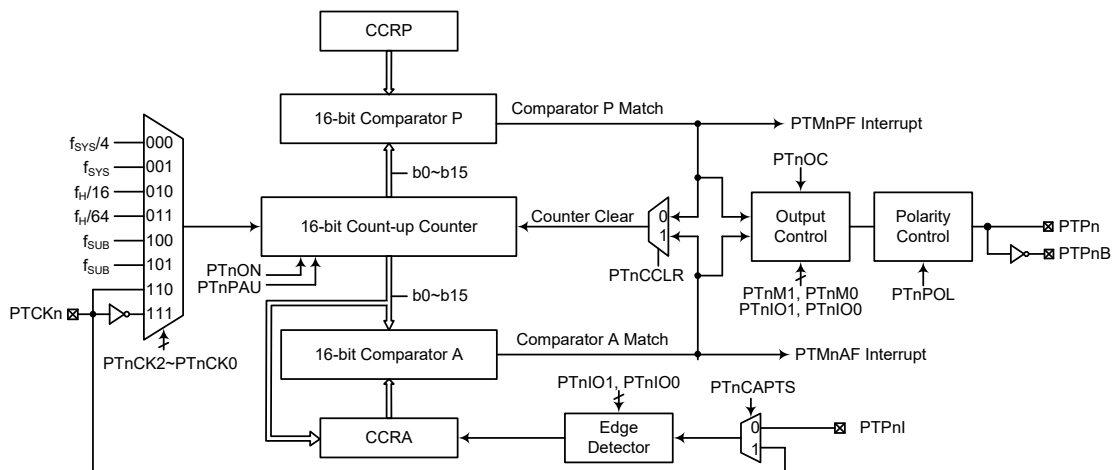 CCRP
16-bit Comparator P
Comparator P Match
PTMnPF Interrupt
b0~b15
fSYS/4
000
fSYS
001
fH/16
010
fH/64
011
fSUB
100
fSUB
101
110
111
PTCKn
PTnCK2~PTnCK0
16-bit Count-up Counter
PTnON
PTnPAU
Counter Clear
0
1
PTnCCLR
PTnOC
Output
Control
PTnM1, PTnM0
PTnIO1, PTnIO0
Polarity
Control
PTnPOL
PTPn
PTPnB
b0~b15
16-bit Comparator A
Comparator A Match
PTMnAF Interrupt
CCRA
PTnIO1, PTnIO0
Edge
Detector
PTnCAPTS
0
1
PTPnI